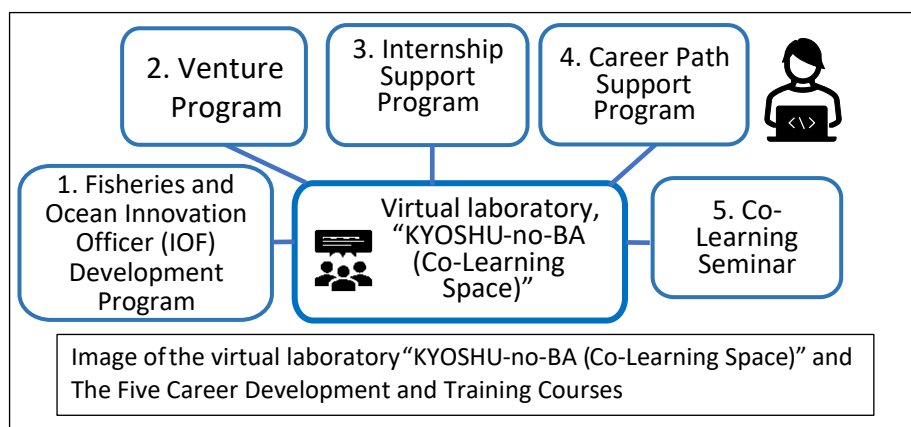 1. Fisheries and
Ocean Innovation
Officer (IOF)
Development
Program
2. Venture
Program
3. Internship
Support
Program
4. Career Path
Support
Program
</>
Virtual laboratory,
“KYOSHU-no-BA
(Co-Learning
Space)”
5. Co-
Learning
Seminar
Image of the virtual laboratory “KYOSHU-no-BA (Co-Learning Space)” and
The Five Career Development and Training Courses